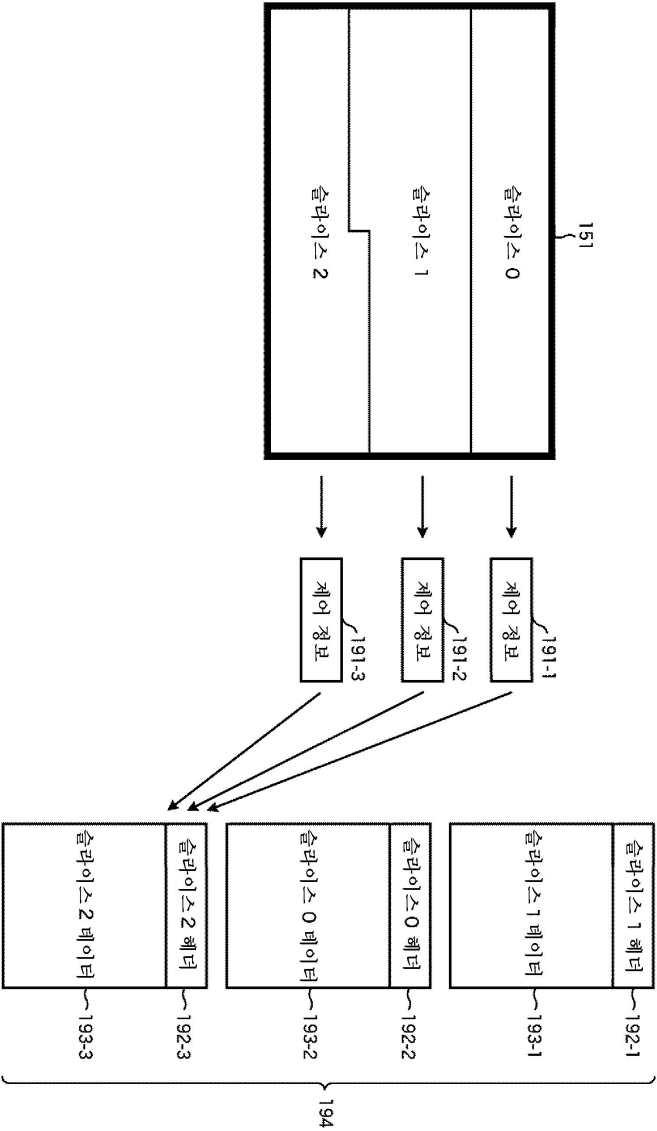 151
슬라이스 0
슬라이스 1
슬라이스 2
191-1
제어 정보
191-2
제어 정보
191-3
제어 정보
슬라이스 1 헤더
192-1
슬라이스 1 데이터
193-1
슬라이스 0 헤더
192-2
슬라이스 0 데이터
193-2
슬라이스 2 헤더
192-3
슬라이스 2 데이터
193-3
194